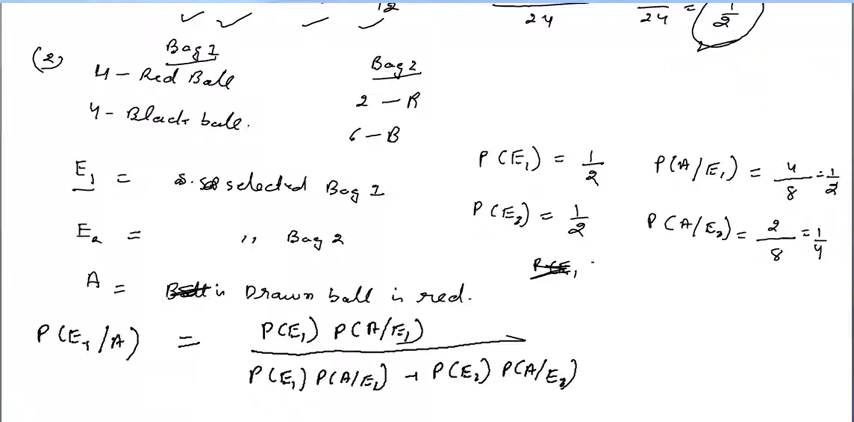 12
24
24 = 1/2
(2) Bag 1
Bag 2
4 - Red Ball
2 - R
4 - Black ball.
6 - B
E₁ = selected Bag 1
P(E₁) = 1/2 P(A/E₁) = 4/8 = 1/2
E₂ = ,, Bag 2
P(E₂) = 1/2 P(A/E₂) = 2/8 = 1/4
A = Drawn ball is red.
P(E₁/A) = P(E₁) P(A/E₁)
P(E₁) P(A/E₁) + P(E₂) P(A/E₂)